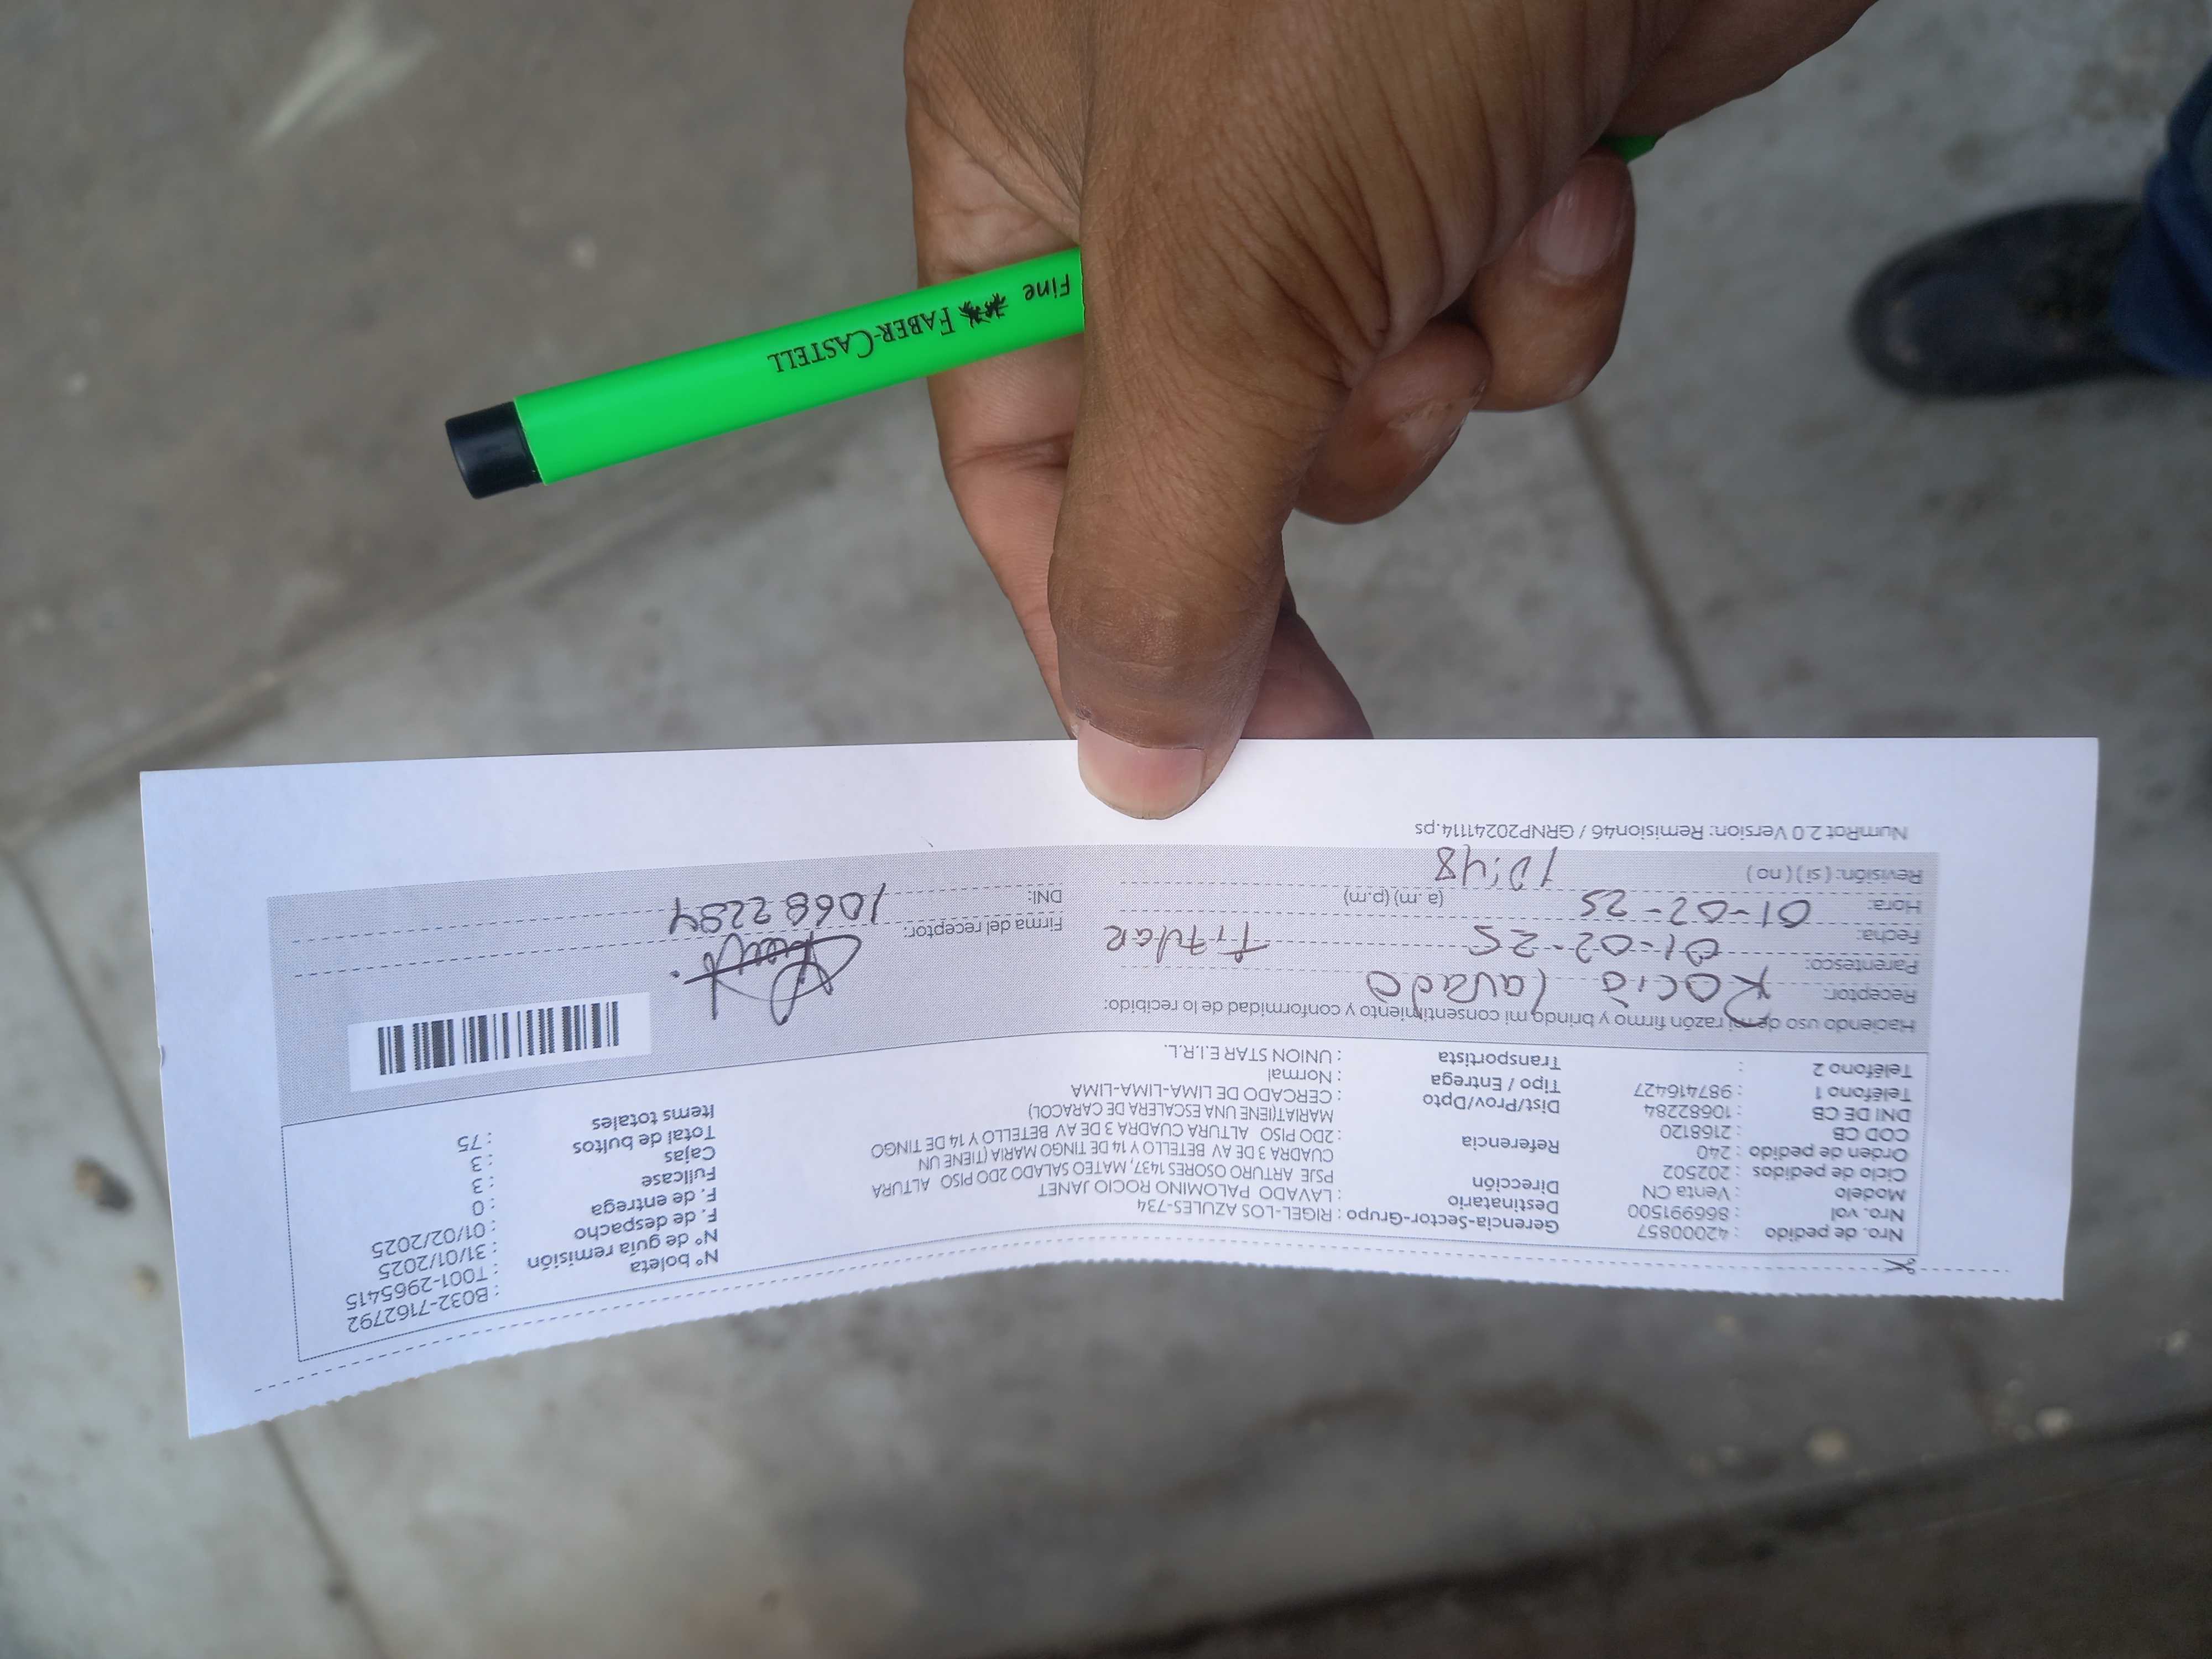 Nro. de pedido : 42000857
Nro. vol : 866991500
Modelo : Venta CN
Ciclo de pedidos : 202502
Orden de pedido : 240
COD CB : 2168120
DNI DE CB : 10682284
Teléfono 1 : 987416427
Teléfono 2 :
Gerencia-Sector-Grupo : RIGEL-LOS AZULES-734
Destinatario : LAVADO PALOMINO ROCIO JANET
Dirección PSJE ARTURO OSORES 1437, MATEO SALADO 2DO PISO ALTURA
CUADRA 3 DE AV BETELLO Y 14 DE TINGO MARIA (TIENE UN
Referencia : 2DO PISO ALTURA CUADRA 3 DE AV BETELLO Y 14 DE TINGO
MARIAT(TIENE UNA ESCALERA DE CARACOL)
Dist/Prov/Dpto : CERCADO DE LIMA-LIMA-LIMA
Tipo / Entrega : Normal
Transportista : UNION STAR E.I.R.L.
N° boleta : B032-7162792
N° de guía remisión : T001-2965415
F. de despacho : 31/01/2025
F. de entrega : 01/02/2025
Fullcase : 0
Cajas : 3
Total de bultos : 3
Items totales : 75
Haciendo uso de mi razón firmo y brindo mi consentimiento y conformidad de lo recibido:
Receptor: Rocio Lavado
Parentesco: 01-02-25 titular
Fecha: 01-02-25
Hora: 10:48 (a.m) (p.m)
Revisión: ( si ) ( no )
Firma del receptor:
DNI: 10682284
NumRot 2.0 Version: Remision46 / GRNP20241114.ps
FABER-CASTELL Fine